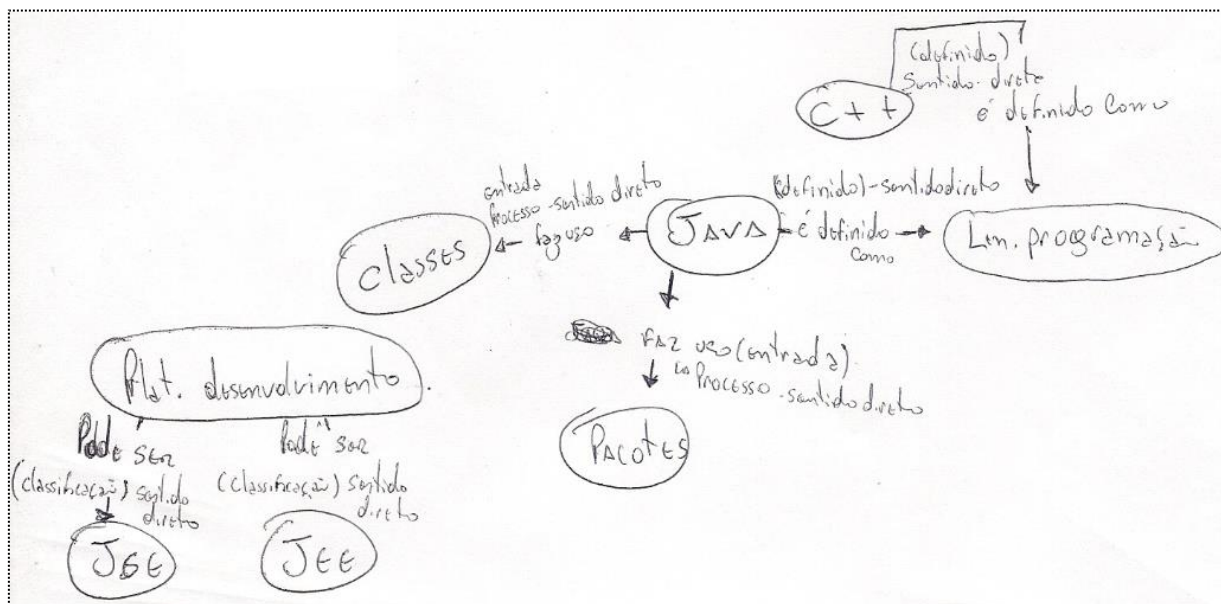 (definido)
Sentido direto
C++
é definido como
entrada
Processo - sentido direto
faz uso
classes
JAVA
(definido) - sentido direto
é definido
como
Lin. programação
FAZ uso (entrada)
Processo - sentido direto
PACOTES
Plat. desenvolvimento
Pode ser
(classificação) sentido
direto
JSE
Pode ser
(classificação) sentido
direto
JEE